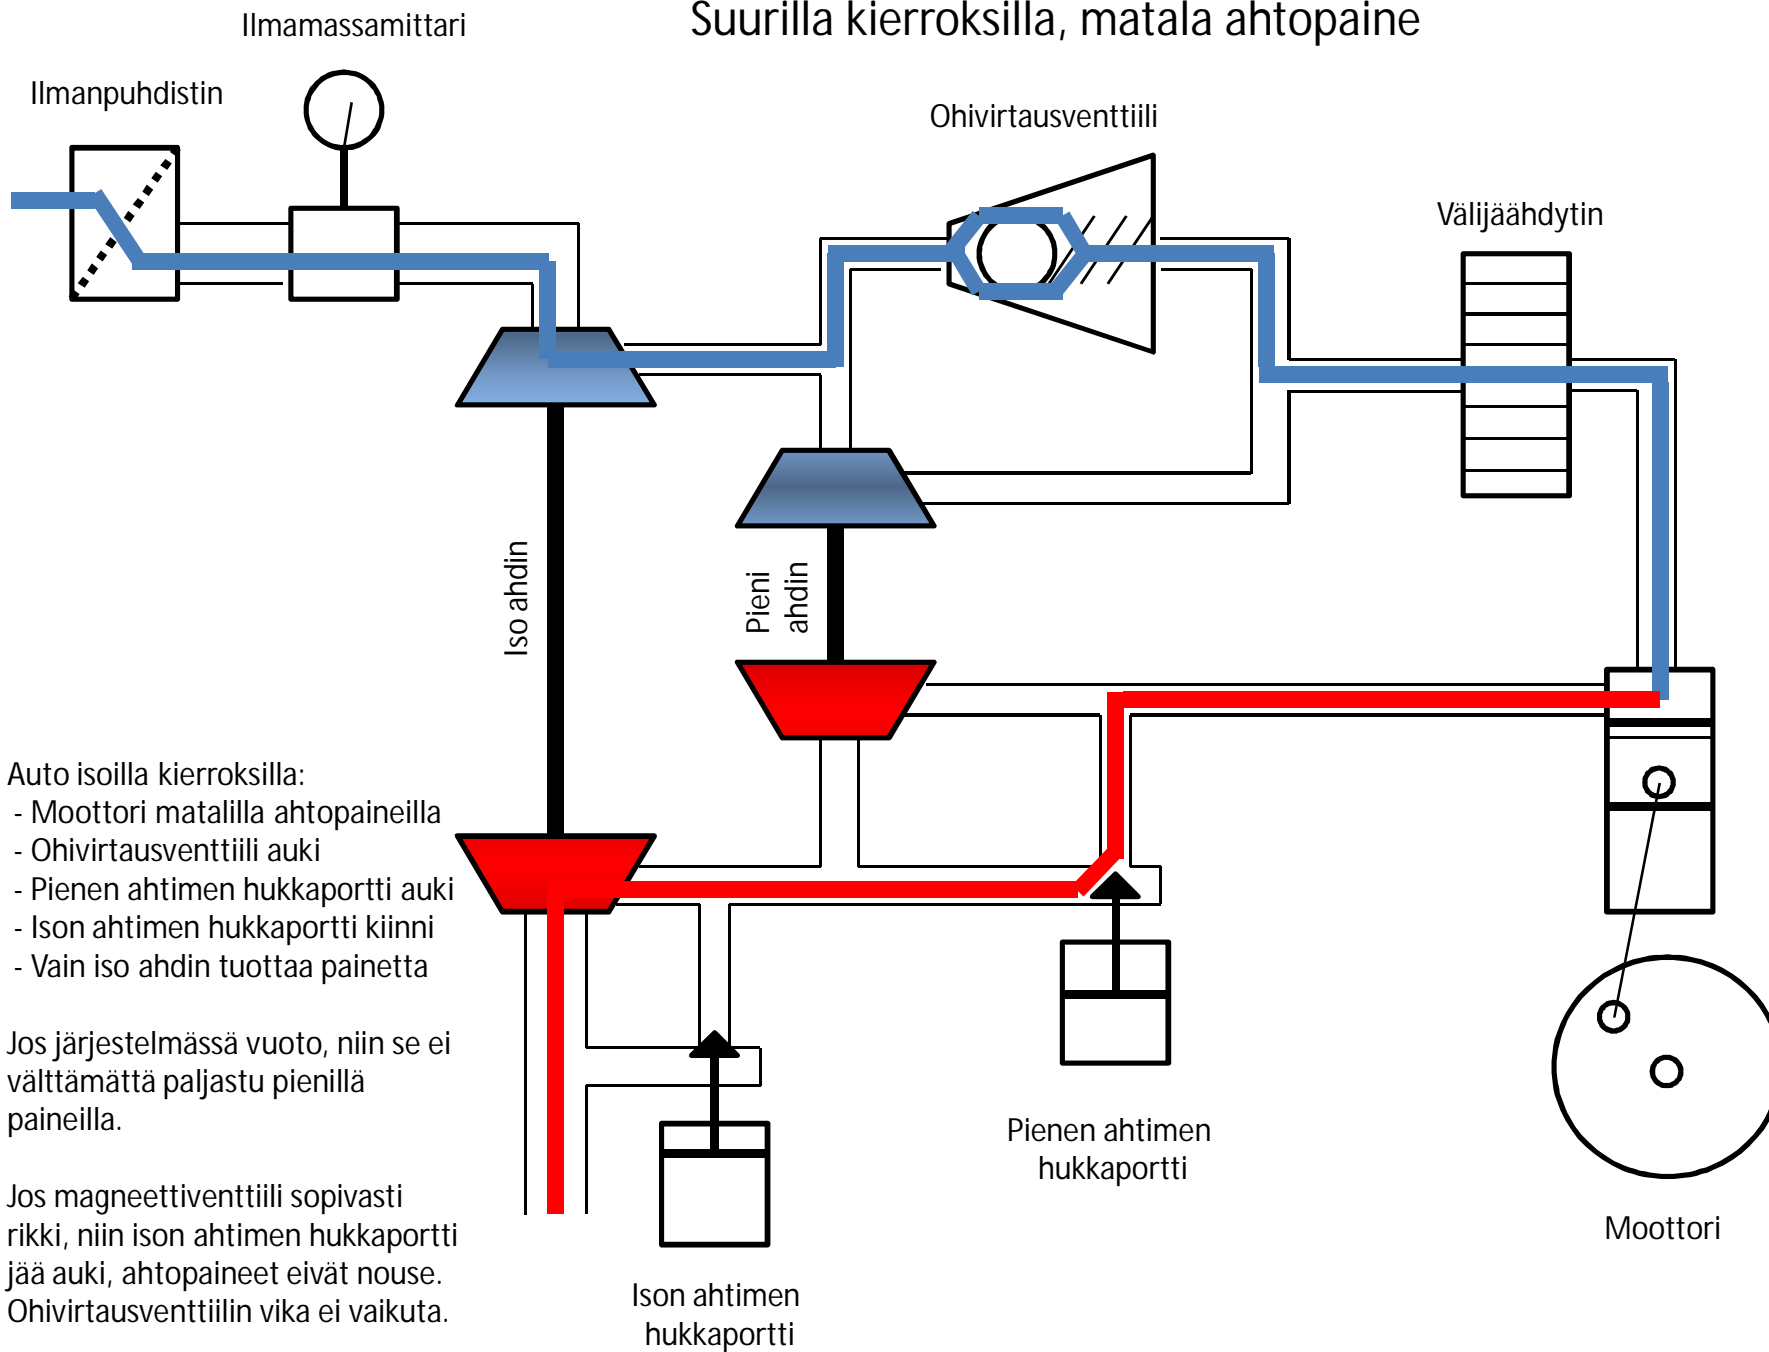 Suurilla kierroksilla, matala ahtopaine
Ilmamassamittari
Ilmanpuhdistin
Ohivirtausventtiili
Välijäähdytin
Iso ahdin
Pieni
ahdin
Auto isoilla kierroksilla:
- Moottori matalilla ahtopaineilla
- Ohivirtausventtiili auki
- Pienen ahtimen hukkaportti auki
- Ison ahtimen hukkaportti kiinni
- Vain iso ahdin tuottaa painetta
Jos järjestelmässä vuoto, niin se ei
välttämättä paljastu pienillä
paineilla.
Jos magneettiventtiili sopivasti
rikki, niin ison ahtimen hukkaportti
jää auki, ahtopaineet eivät nouse.
Ohivirtausventtiilin vika ei vaikuta.
Pienen ahtimen
hukkaportti
Moottori
Ison ahtimen
hukkaportti